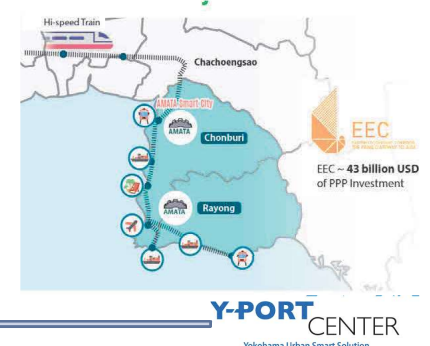 Hi-speed Train
Chachoengsao
AMATA Smart City
AMATA
Chonburi
EEC
EEC ~ 43 billion USD
of PPP Investment
AMATA
Rayong
Y-PORT
CENTER
Yokohama Urban Smart Solution